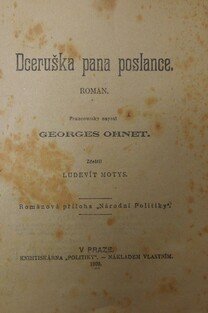 Dceruška pana poslance.
ROMAN.
Francouzsky napsal
GEORGES OHNET.
Zčeštil
LUDEVÍT MOTYS.
Románová příloha „Národní Politiky“.
V PRAZE.
KNIHTISKÁRNA „POLITIKY“. — NÁKLADEM VLASTNÍM.